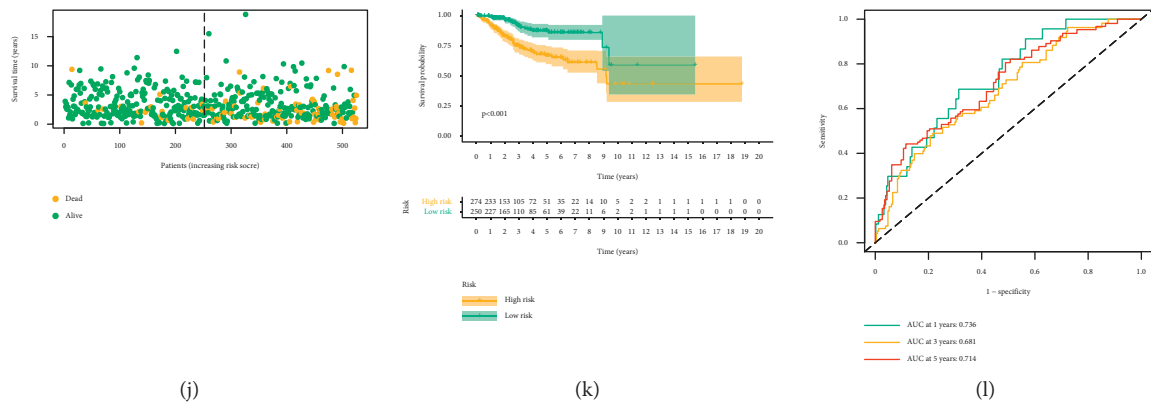 Survival time (years)
15
10
5
0
0 100 200 300 400 500
Patients (increasing risk socre)
Dead
Alive
(j)
Survival probability
1.00
0.75
0.50
0.25
0.00
p<0.001
0 1 2 3 4 5 6 7 8 9 10 11 12 13 14 15 16 17 18 19 20
Time (years)
Risk
High risk 274 233 153 105 72 51 35 22 14 10 5 2 2 1 1 1 1 1 1 0 0
Low risk 250 227 165 110 85 61 39 22 11 6 2 2 1 1 1 1 0 0 0 0 0
0 1 2 3 4 5 6 7 8 9 10 11 12 13 14 15 16 17 18 19 20
Time (years)
Risk
High risk
Low risk
(k)
Sensitivity
1.0
0.8
0.6
0.4
0.2
0.0
0 0.2 0.4 0.6 0.8 1.0
1 − specificity
AUC at 1 years: 0.736
AUC at 3 years: 0.681
AUC at 5 years: 0.714
(l)